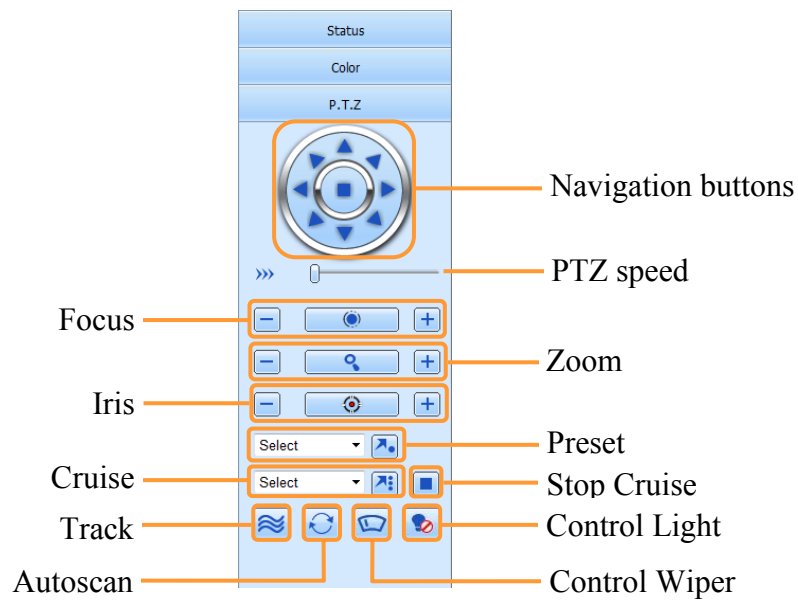 Status
Color
P.T.Z
Navigation buttons
PTZ speed
Focus
Zoom
Iris
Select
Preset
Cruise
Select
Stop Cruise
Track
Control Light
Autoscan
Control Wiper